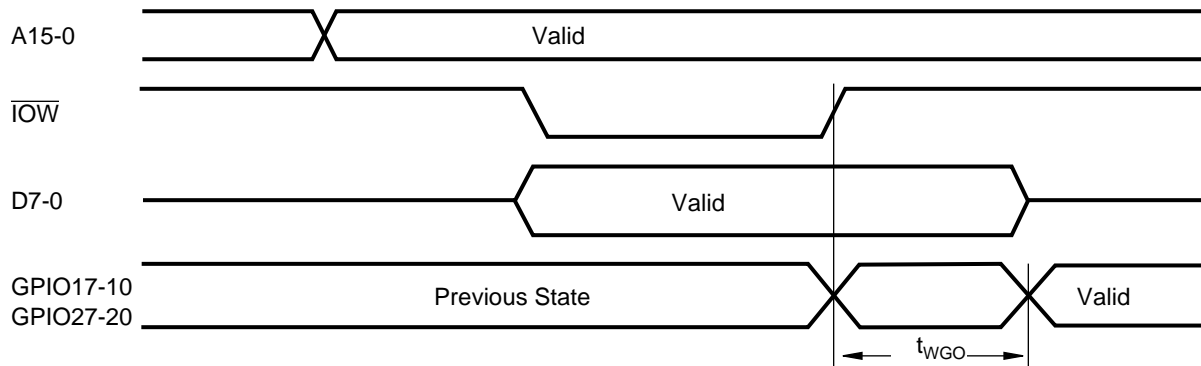 A15-0
Valid
IOW
D7-0
Valid
GPIO17-10
GPIO27-20
Previous State
Valid
tWGO